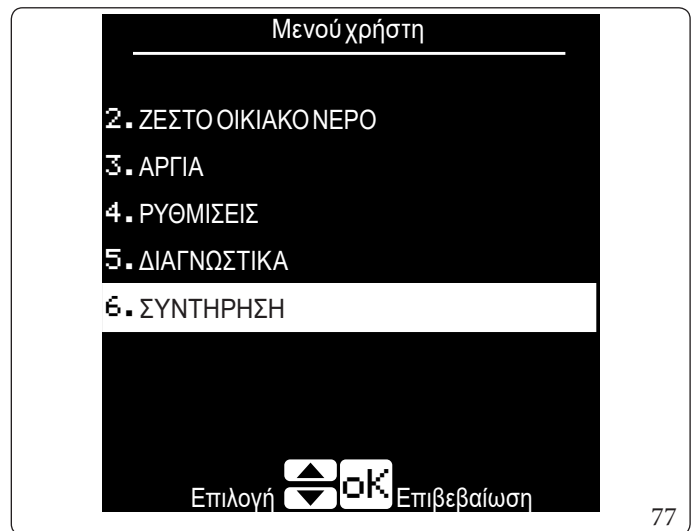 Μενού χρήστη
2. ΖΕΣΤΟ ΟΙΚΙΑΚΟ ΝΕΡΟ
3. ΑΡΓΙΑ
4. ΡΥΘΜΙΣΕΙΣ
5. ΔΙΑΓΝΩΣΤΙΚΑ
6. ΣΥΝΤΗΡΗΣΗ
Επιλογή oK Επιβεβαίωση
77